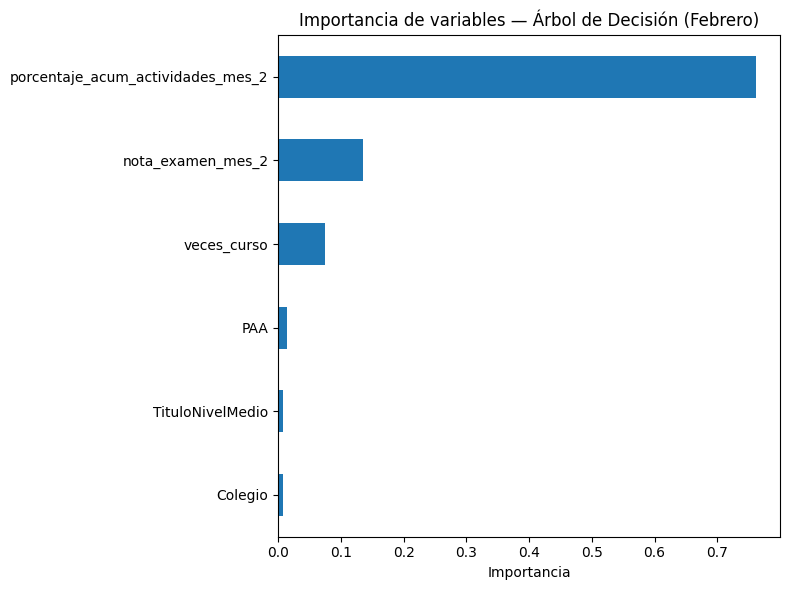 Importancia de variables — Árbol de Decisión (Febrero)
porcentaje_acum_actividades_mes_2
nota_examen_mes_2
veces_curso
PAA
TituloNivelMedio
Colegio
0.0 0.1 0.2 0.3 0.4 0.5 0.6 0.7
Importancia